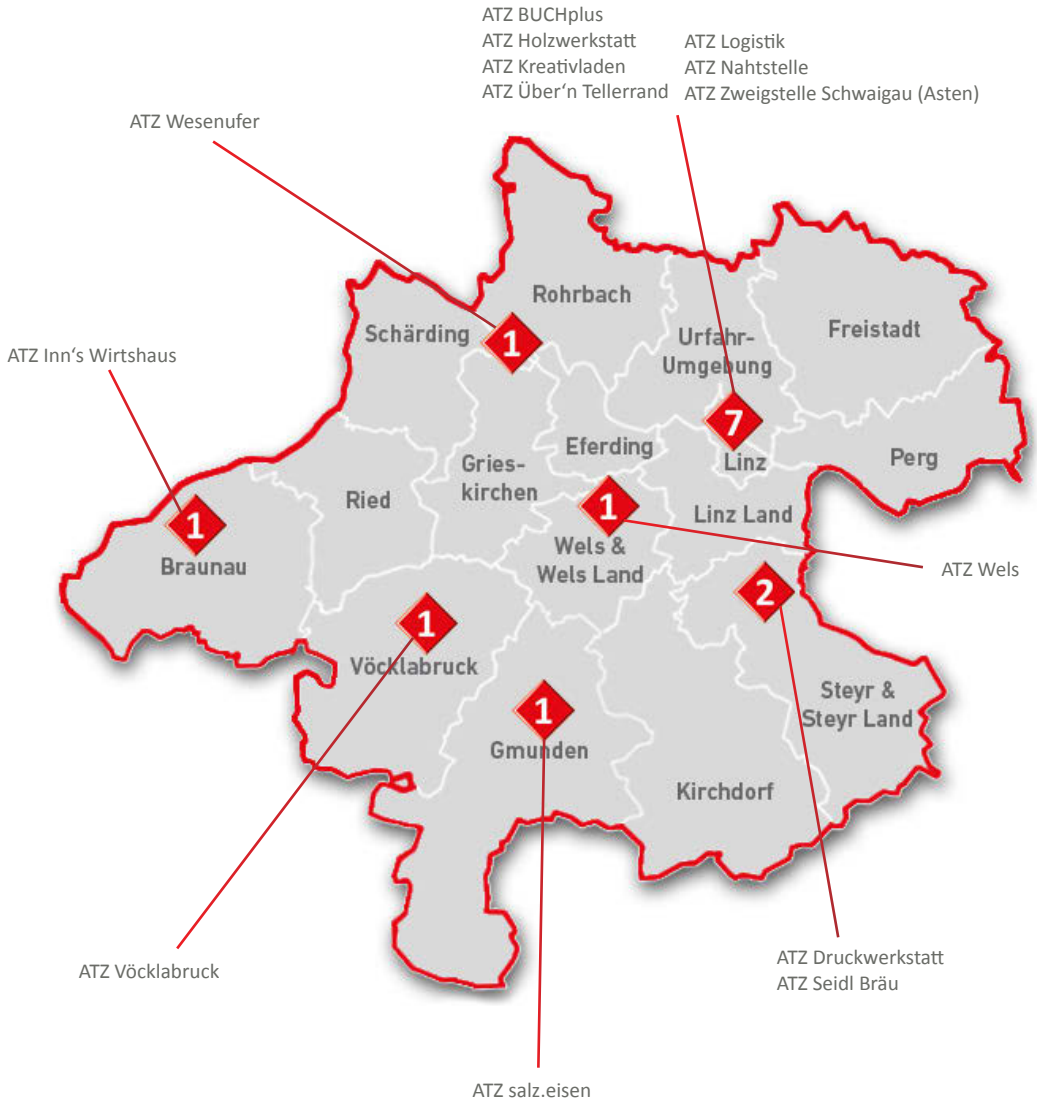 ATZ BUCHplus
ATZ Holzwerkstatt
ATZ Kreativladen
ATZ Über‘n Tellerrand
ATZ Logistik
ATZ Nahtstelle
ATZ Zweigstelle Schwaigau (Asten)
ATZ Wesenufer
Rohrbach
Schärding
1
Urfahr-
Umgebung
Freistadt
ATZ Inn‘s Wirtshaus
7
Eferding
Linz
Perg
Gries-
kirchen
Ried
1
Linz Land
1
Braunau
Wels &
Wels Land
ATZ Wels
2
1
Vöcklabruck
Steyr &
Steyr Land
1
Gmunden
Kirchdorf
ATZ Vöcklabruck
ATZ Druckwerkstatt
ATZ Seidl Bräu
ATZ salz.eisen